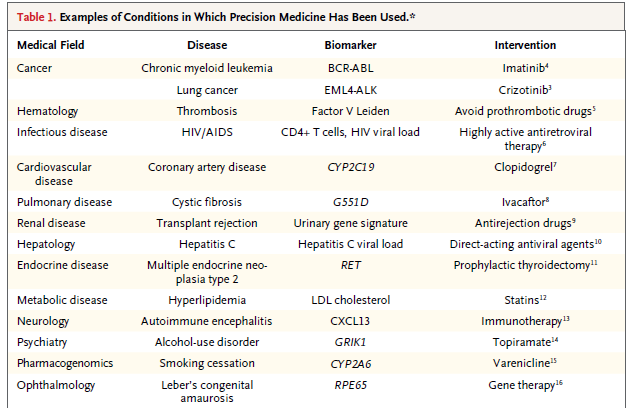 Table 1. Examples of Conditions in Which Precision Medicine Has Been Used.*
Medical Field Disease Biomarker Intervention
Cancer Chronic myeloid leukemia BCR-ABL Imatinib⁴
Lung cancer EML4-ALK Crizotinib³
Hematology Thrombosis Factor V Leiden Avoid prothrombotic drugs⁵
Infectious disease HIV/AIDS CD4+ T cells, HIV viral load Highly active antiretroviral
therapy⁶
Cardiovascular Coronary artery disease CYP2C19 Clopidogrel⁷
disease
Pulmonary disease Cystic fibrosis G551D Ivacaftor⁸
Renal disease Transplant rejection Urinary gene signature Antirejection drugs⁹
Hepatology Hepatitis C Hepatitis C viral load Direct-acting antiviral agents¹⁰
Endocrine disease Multiple endocrine neo- RET Prophylactic thyroidectomy¹¹
plasia type 2
Metabolic disease Hyperlipidemia LDL cholesterol Statins¹²
Neurology Autoimmune encephalitis CXCL13 Immunotherapy¹³
Psychiatry Alcohol-use disorder GRIK1 Topiramate¹⁴
Pharmacogenomics Smoking cessation CYP2A6 Varenicline¹⁵
Ophthalmology Leber's congenital RPE65 Gene therapy¹⁶
amaurosis